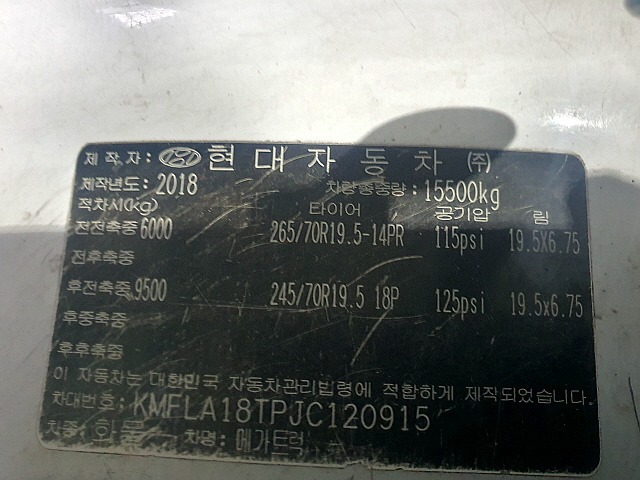 제 작 자: 현 대 자 동 차 ㈜
제작년도: 2018 차량총중량: 15500kg
적차시(kg) 타이어 공기압 림
전전축중 6000 265/70R19.5-14PR 115psi 19.5X6.75
전후축중
후전축중 9500 245/70R19.5 18P 125psi 19.5x6.75
후중축중
후후축중
이 자동차는 대한민국 자동차관리법령에 적합하게 제작되었습니다.
차대번호: KMFLA18TPJC120915
차종: 화물 차명: 메가트럭